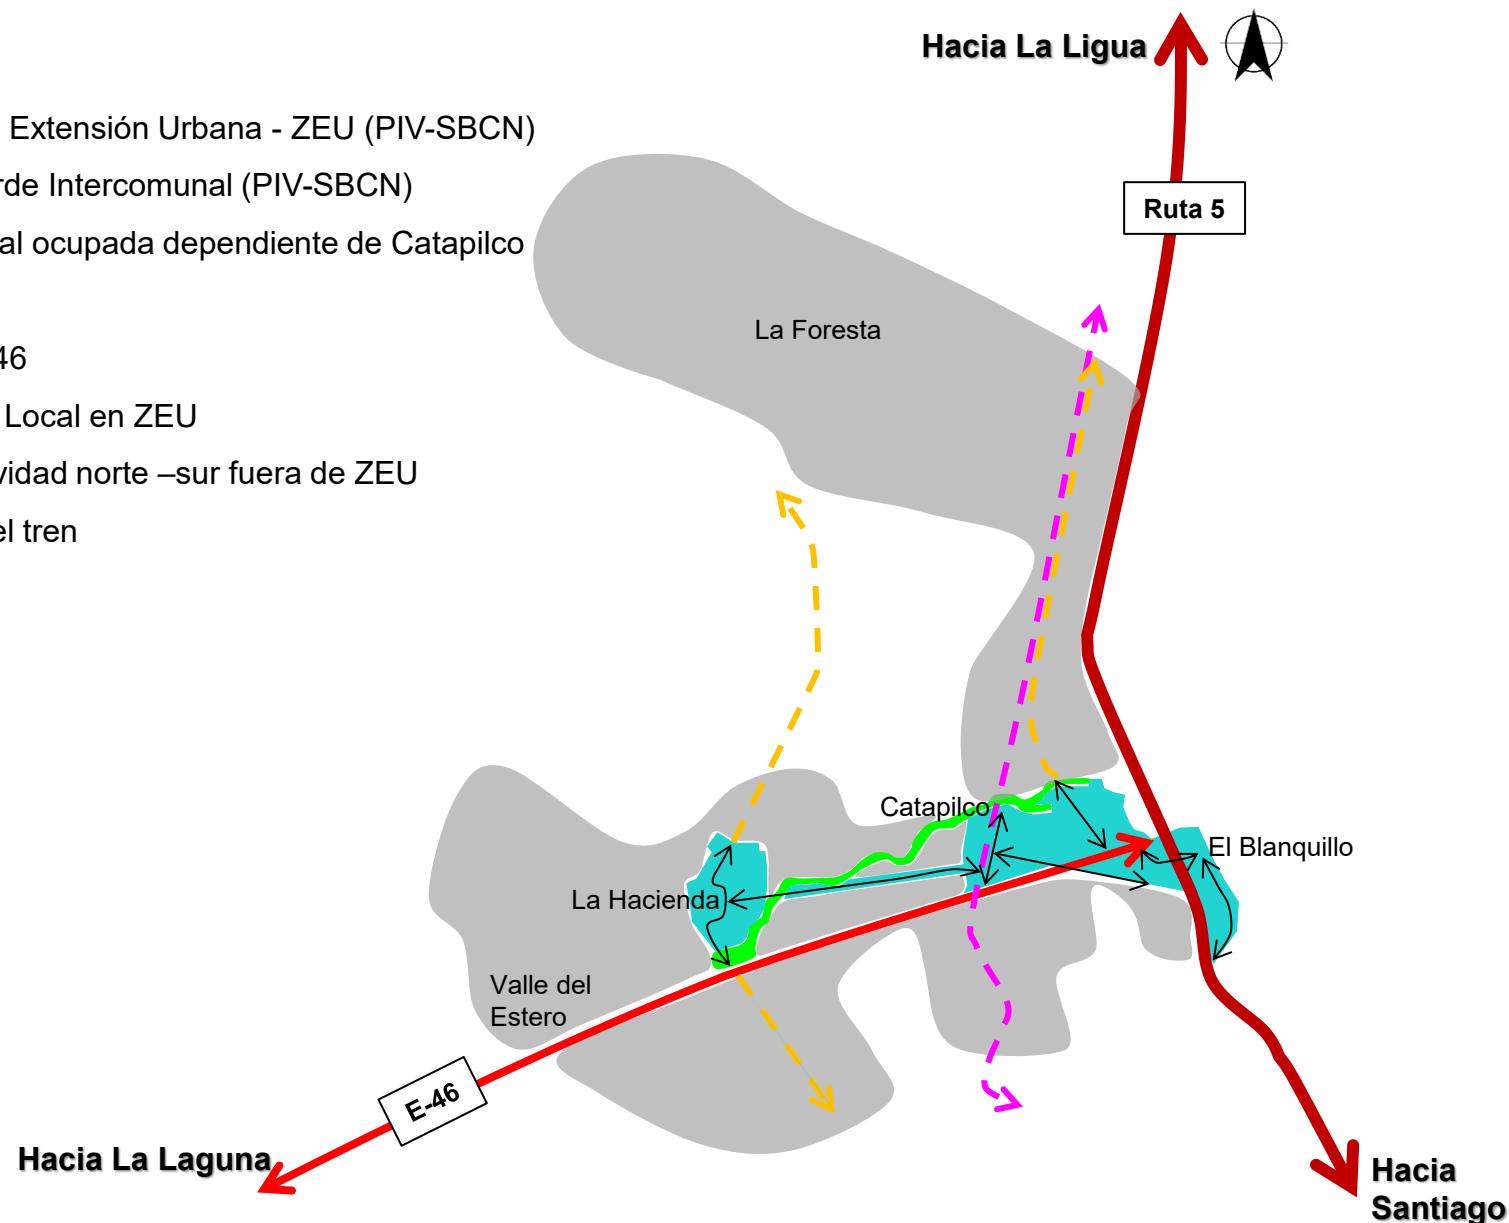 Hacia La Ligua
Extensión Urbana - ZEU (PIV-SBCN)
rde Intercomunal (PIV-SBCN)
al ocupada dependiente de Catapilco
46
Local en ZEU
vidad norte –sur fuera de ZEU
el tren
Ruta 5
La Foresta
Catapilco
El Blanquillo
La Hacienda
Valle del
Estero
E-46
Hacia La Laguna
Hacia
Santiago